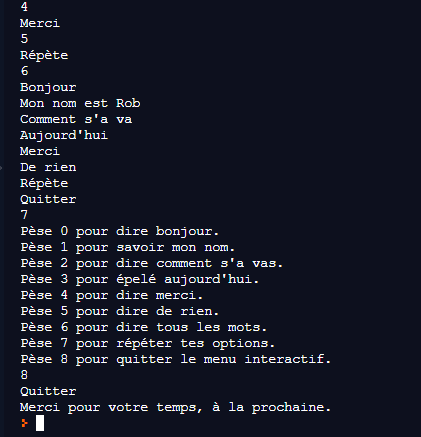 4
Merci
5
Répète
6
Bonjour
Mon nom est Rob
Comment s'a va
Aujourd'hui
Merci
De rien
Répète
Quitter
7
Pèse 0 pour dire bonjour.
Pèse 1 pour savoir mon nom.
Pèse 2 pour dire comment s'a vas.
Pèse 3 pour épelé aujourd'hui.
Pèse 4 pour dire merci.
Pèse 5 pour dire de rien.
Pèse 6 pour dire tous les mots.
Pèse 7 pour répéter tes options.
Pèse 8 pour quitter le menu interactif.
8
Quitter
Merci pour votre temps, à la prochaine.
>